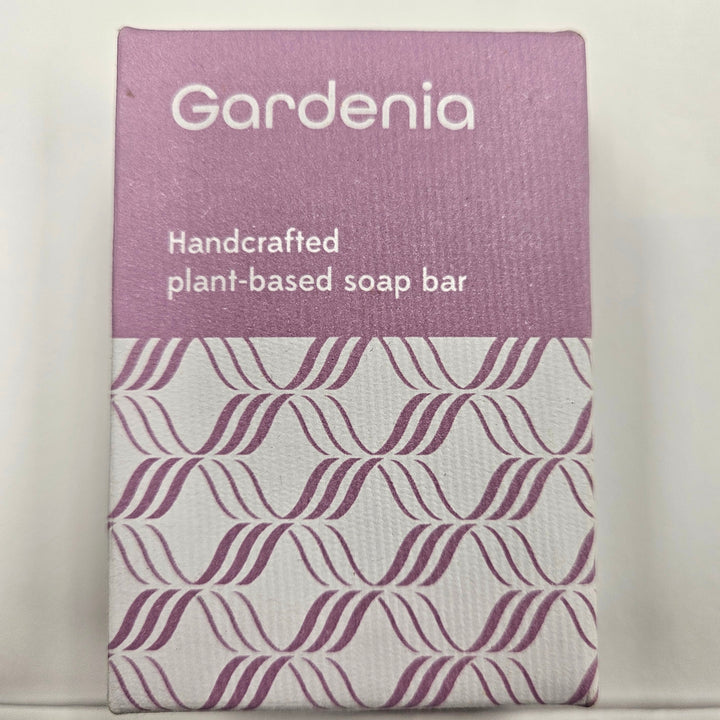 Gardenia
Handcrafted
plant-based soap bar